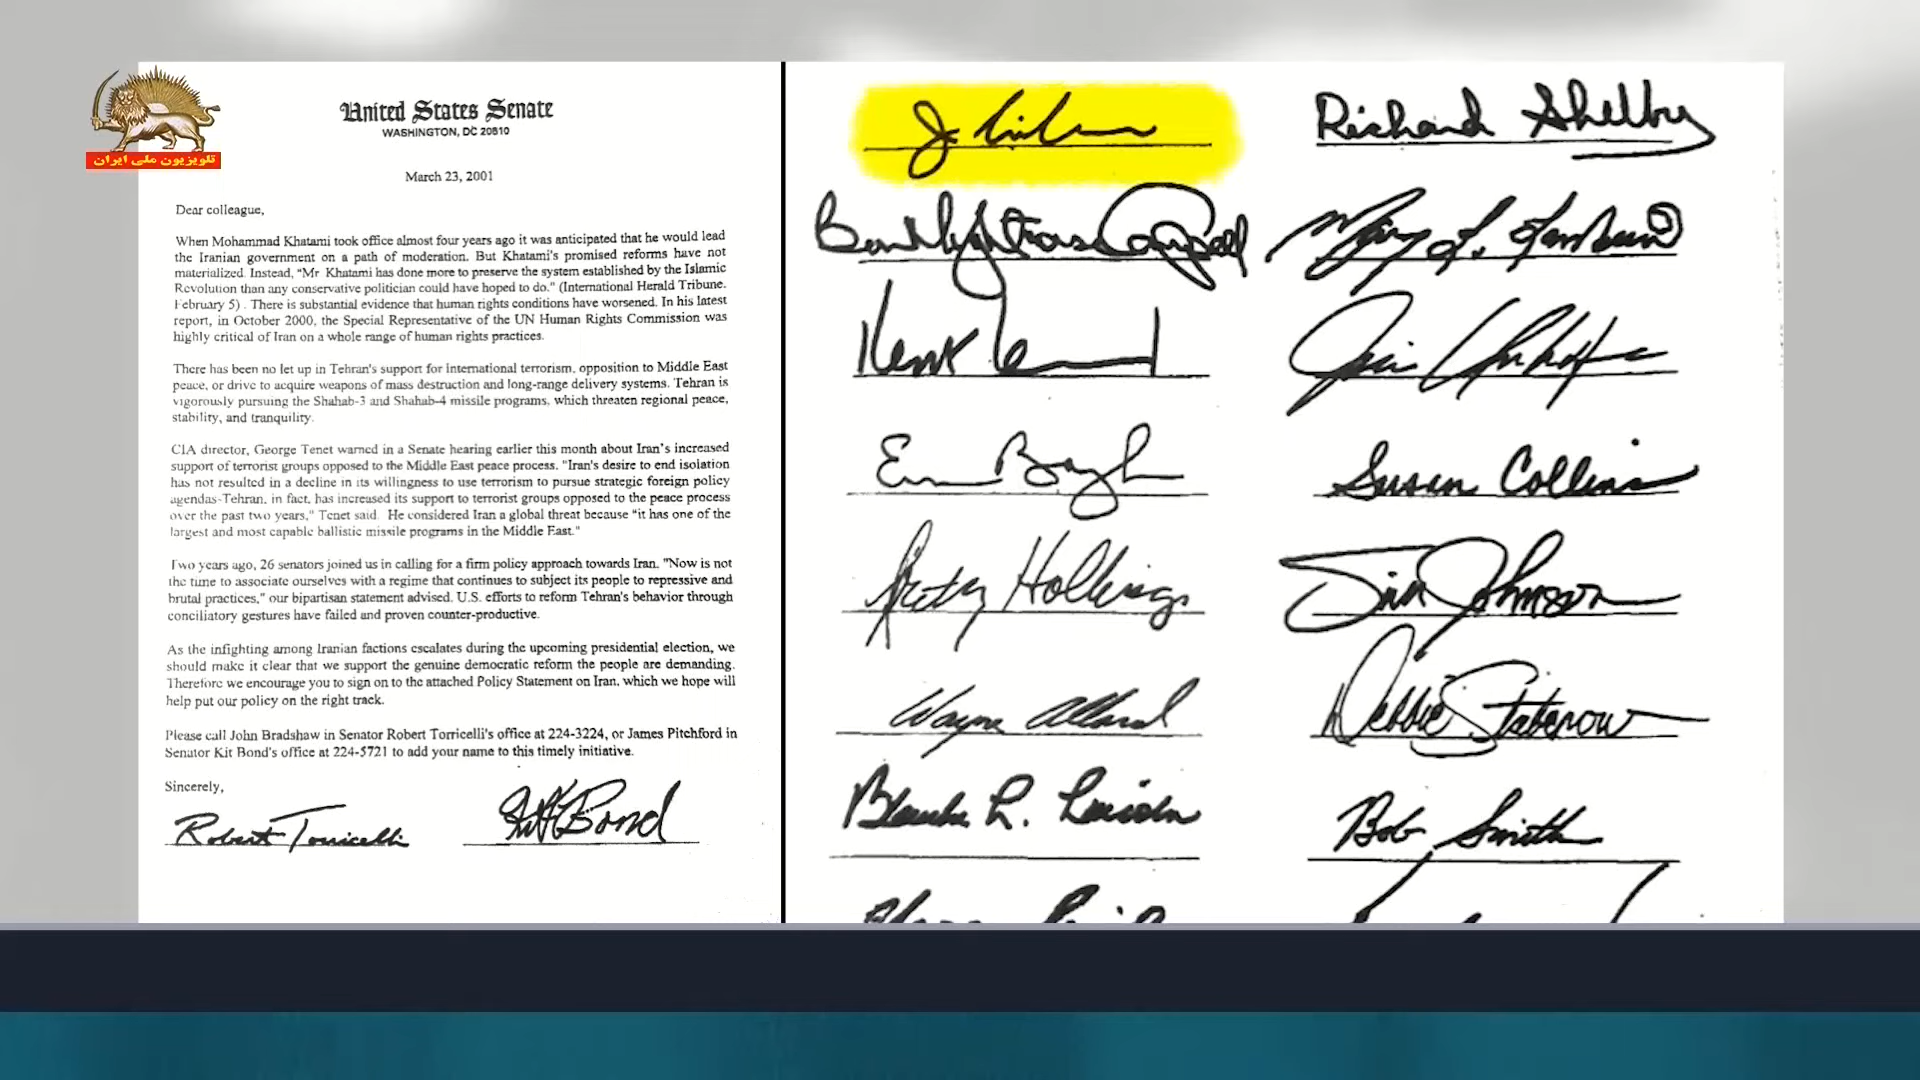 تلویزیون ملی ایران
United States Senate
WASHINGTON, DC 20510
March 23, 2001
Dear colleague,
When Mohammad Khatami took office almost four years ago it was anticipated that he would lead
the Iranian government on a path of moderation. But Khatami's promised reforms have not
materialized. Instead, "Mr Khatami has done more to preserve the system established by the Islamic
Revolution than any conservative politician could have hoped to do." (International Herald Tribune,
February 5). There is substantial evidence that human rights conditions have worsened. In his latest
report, in October 2000, the Special Representative of the UN Human Rights Commission was
highly critical of Iran on a whole range of human rights practices.
There has been no let up in Tehran's support for international terrorism, opposition to Middle East
peace, or drive to acquire weapons of mass destruction and long-range delivery systems. Tehran is
vigorously pursuing the Shahab-3 and Shahab-4 missile programs, which threaten regional peace,
stability, and tranquility.
CIA director, George Tenet warned in a Senate hearing earlier this month about Iran's increased
support of terrorist groups opposed to the Middle East peace process. "Iran's desire to end isolation
has not resulted in a decline in its willingness to use terrorism to pursue strategic foreign policy
agendas-Tehran, in fact, has increased its support to terrorist groups opposed to the peace process
over the past two years," Tenet said. He considered Iran a global threat because "it has one of the
largest and most capable ballistic missile programs in the Middle East."
Two years ago, 26 senators joined us in calling for a firm policy approach towards Iran. "Now is not
the time to associate ourselves with a regime that continues to subject its people to repressive and
brutal practices," our bipartisan statement advised. U.S. efforts to reform Tehran's behavior through
conciliatory gestures have failed and proven counter-productive.
As the infighting among Iranian factions escalates during the upcoming presidential election, we
should make it clear that we support the genuine democratic reform the people are demanding.
Therefore we encourage you to sign on to the attached Policy Statement on Iran, which we hope will
help put our policy on the right track.
Please call John Bradshaw in Senator Robert Torricelli's office at 224-3224, or James Pitchford in
Senator Kit Bond's office at 224-5721 to add your name to this timely initiative.
Sincerely,
Robert Torricelli
Kit Bond
Richard Shelby
Susan Collins
Hollings
Tim Johnson
Wayne Allard
Debbie Stabenow
Blanche L. Lincoln
Bob Smith